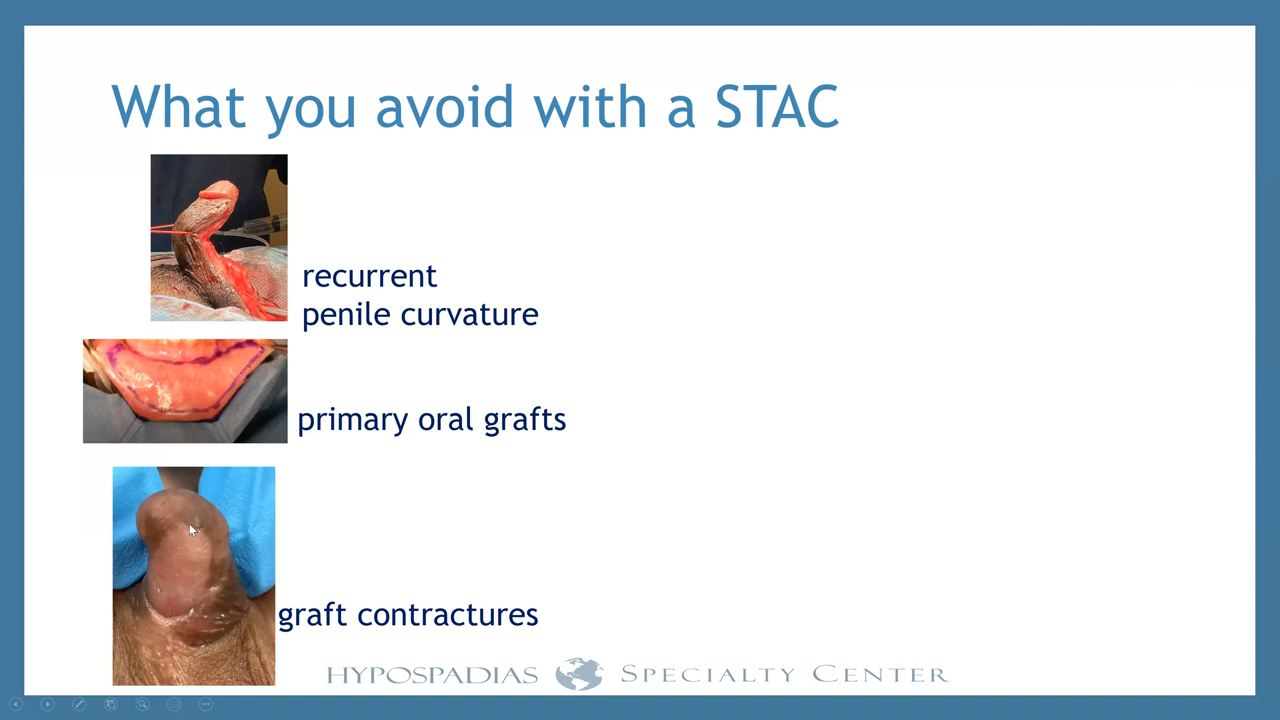 What you avoid with a STAC
recurrent
penile curvature
primary oral grafts
graft contractures
HYPOSPADIAS SPECIALTY CENTER